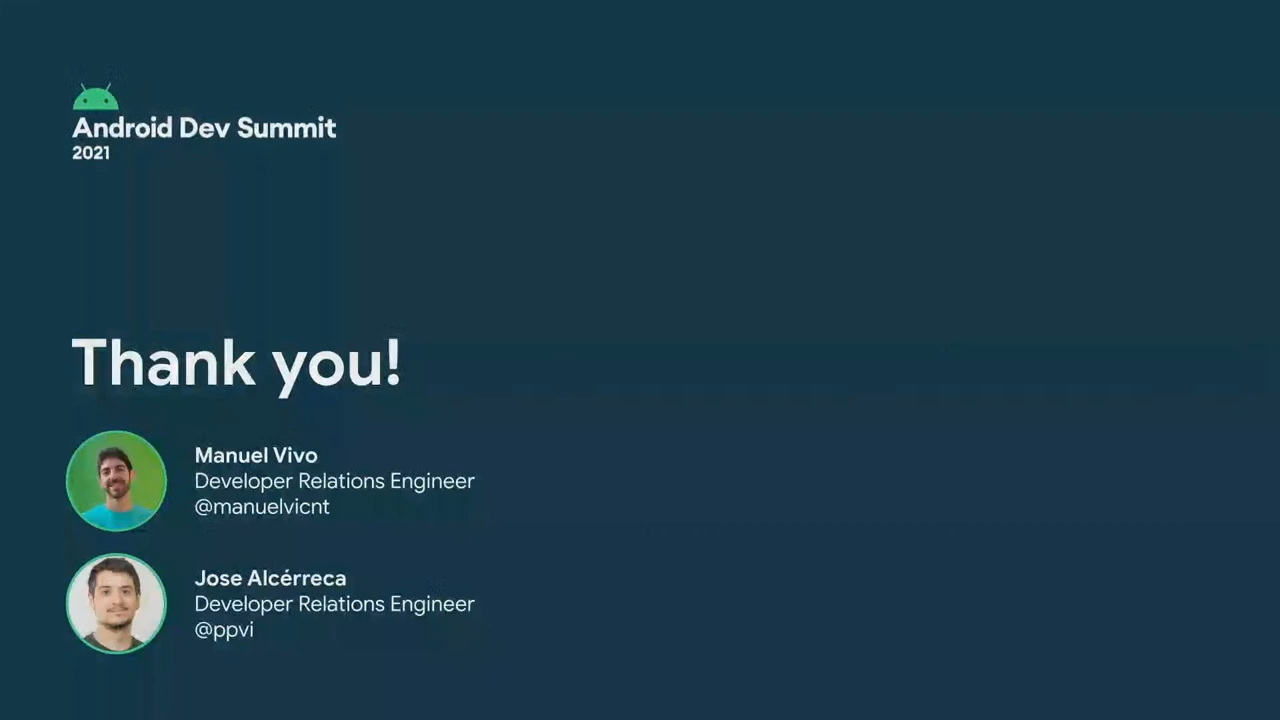 Android Dev Summit
2021
Thank you!
Manuel Vivo
Developer Relations Engineer
@manuelvicnt
Jose Alcérreca
Developer Relations Engineer
@ppvi